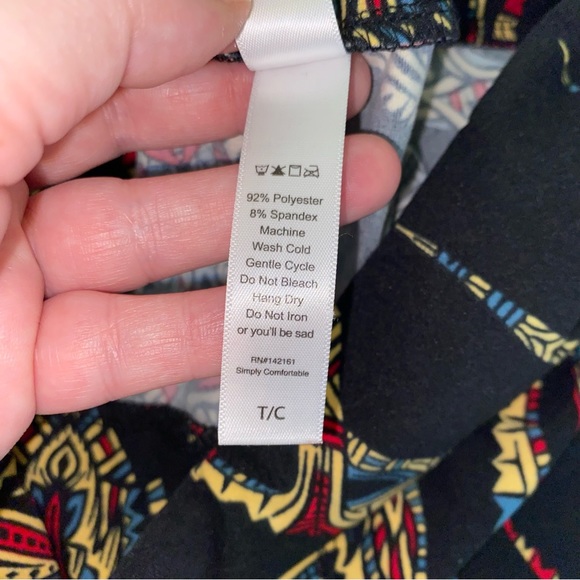 92% Polyester
8% Spandex
Machine
Wash Cold
Gentle Cycle
Do Not Bleach
Hang Dry
Do Not Iron
or you'll be sad
RN#142161
Simply Comfortable
T/C